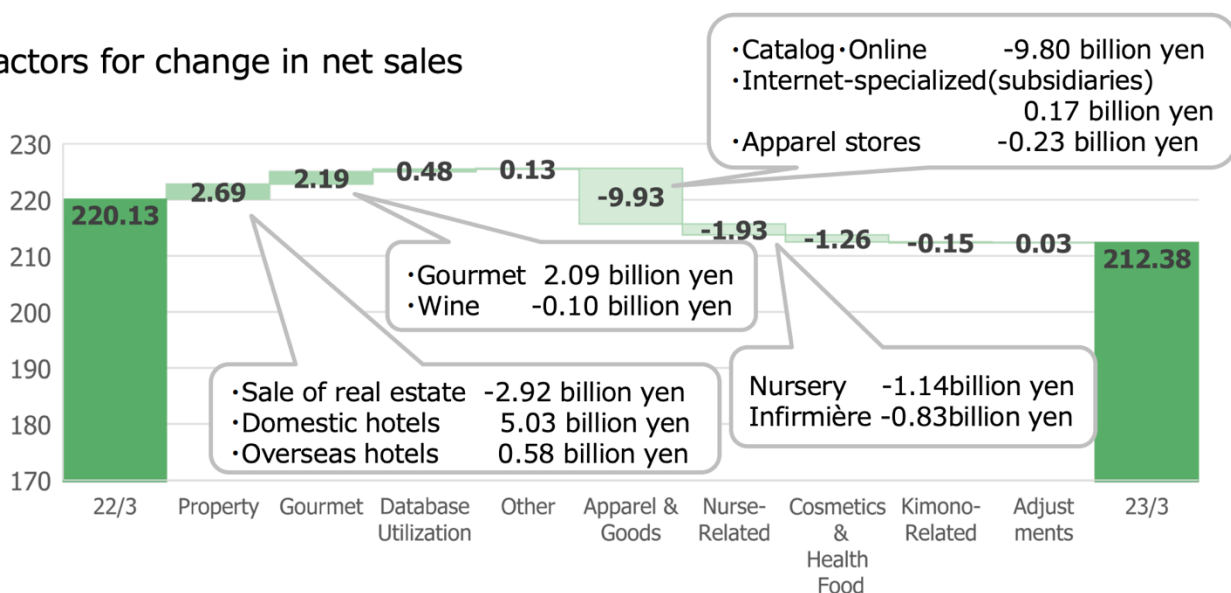 actors for change in net sales
·Catalog·Online -9.80 billion yen
·Internet-specialized(subsidiaries)
0.17 billion yen
·Apparel stores -0.23 billion yen
230
220
210
200
190
180
170
220.13
2.69
2.19
0.48
0.13
-9.93
-1.93
-1.26
-0.15
0.03
212.38
·Gourmet 2.09 billion yen
·Wine -0.10 billion yen
·Sale of real estate -2.92 billion yen
·Domestic hotels 5.03 billion yen
·Overseas hotels 0.58 billion yen
Nursery -1.14billion yen
Infirmière -0.83billion yen
22/3
Property
Gourmet
Database
Utilization
Other
Apparel &
Goods
Nurse-
Related
Cosmetics
&
Health
Food
Kimono-
Related
Adjust
ments
23/3